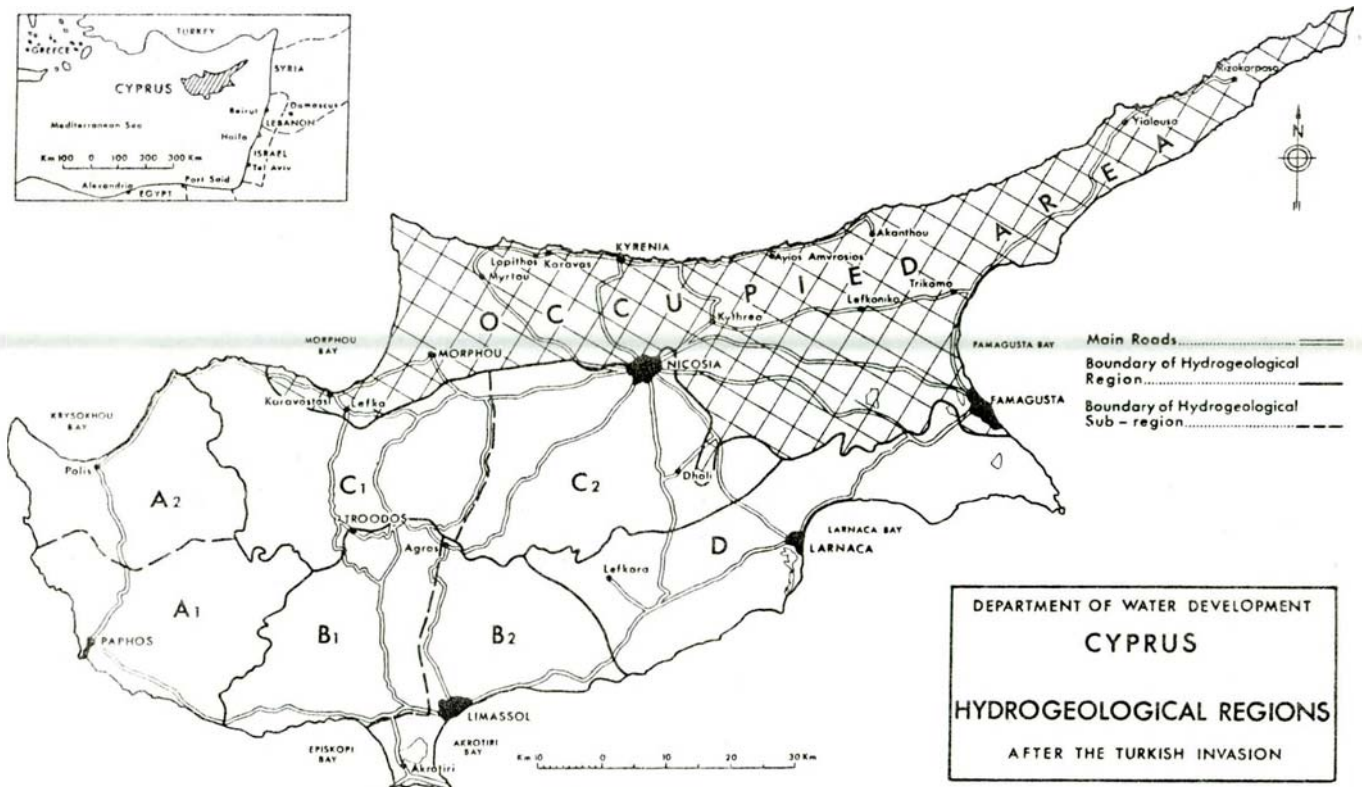 TURKEY
GREECE
SYRIA
CYPRUS
Beirut
Damascus
LEBANON
Mediterranean Sea
Haifa
Km 100 0 100 200 300 Km
ISRAEL
Tel Aviv
Alexandria
Port Said
EGYPT
Rizokarpaso
Yialousa
N
OCCUPIED AREA
Akanthou
KYRENIA
Lapithos
Karavas
Ayios Amvrosios
Myrtou
Trikomo
Lefkoniko
Kythrea
MORPHOU
BAY
MORPHOU
FAMAGUSTA BAY
NICOSIA
Karavostasi
Lefka
FAMAGUSTA
KRYSOKHOU
BAY
Polis
Dhali
A2
C1
C2
TROODOS
Agros
LARNACA BAY
LARNACA
D
Lefkara
A1
B1
B2
PAPHOS
LIMASSOL
EPISKOPI
BAY
AKROTIRI
BAY
Akrotiri
Km 10 0 10 20 30 Km
Main Roads
Boundary of Hydrogeological
Region
Boundary of Hydrogeological
Sub-region
DEPARTMENT OF WATER DEVELOPMENT
CYPRUS
HYDROGEOLOGICAL REGIONS
AFTER THE TURKISH INVASION